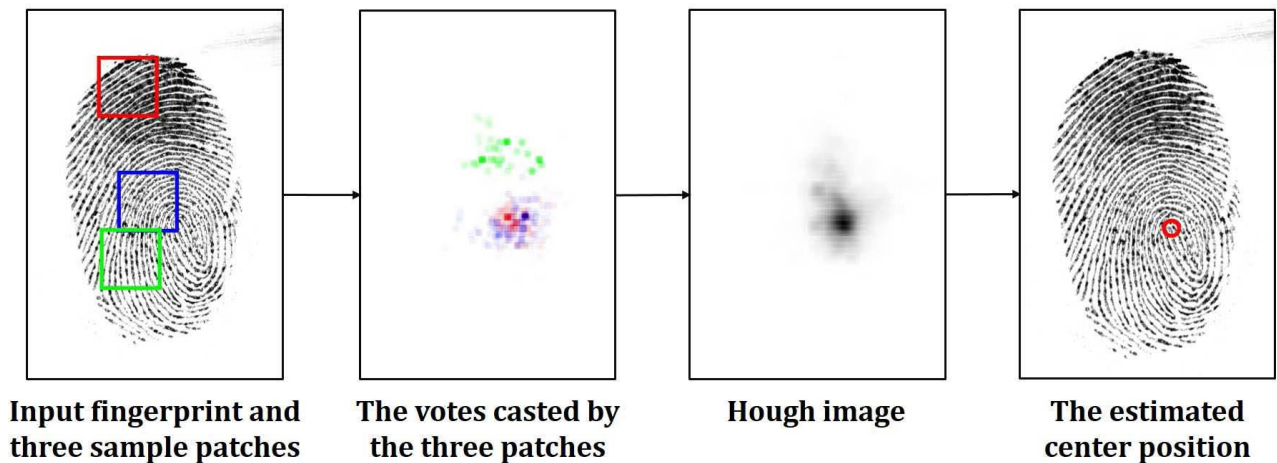 Input fingerprint and
three sample patches
The votes casted by
the three patches
Hough image
The estimated
center position